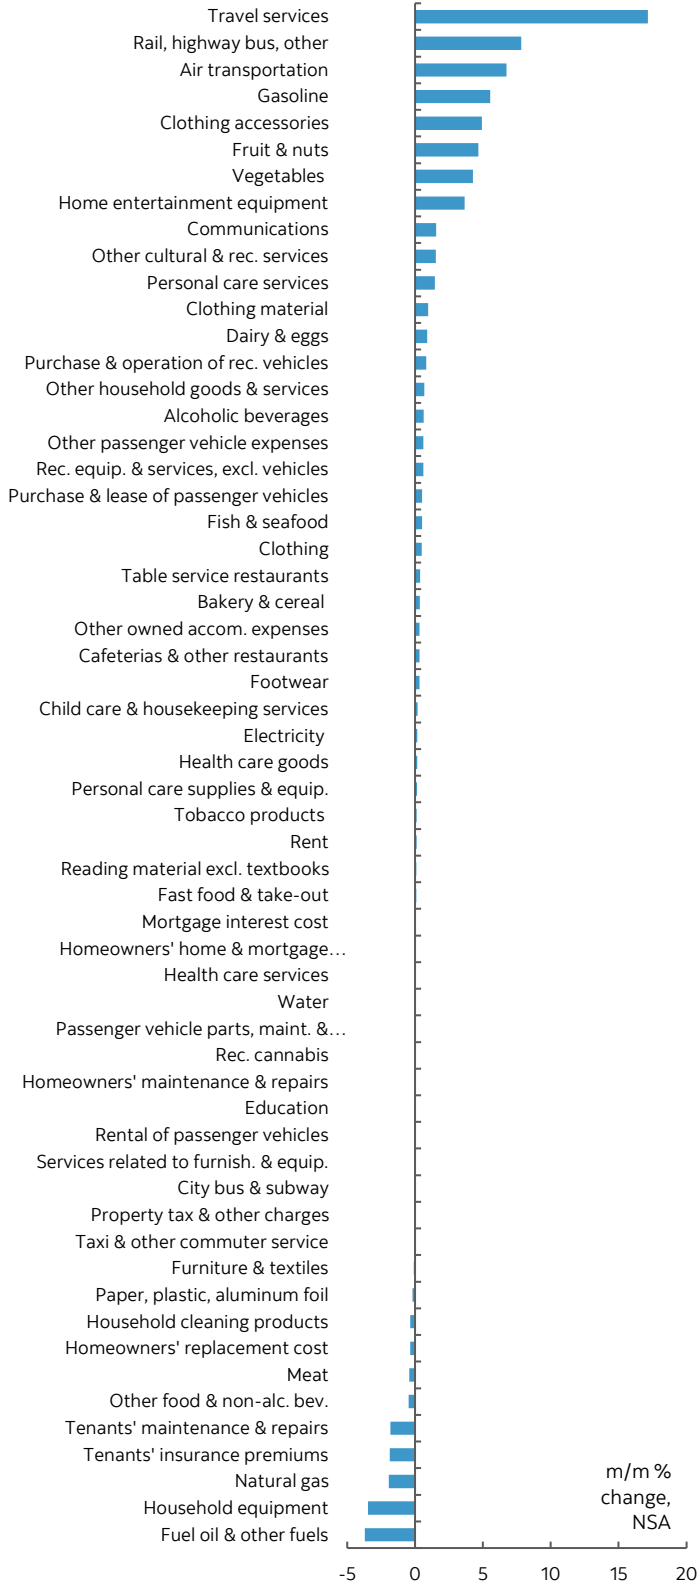 Travel services
Rail, highway bus, other
Air transportation
Gasoline
Clothing accessories
Fruit & nuts
Vegetables
Home entertainment equipment
Communications
Other cultural & rec. services
Personal care services
Clothing material
Dairy & eggs
Purchase & operation of rec. vehicles
Other household goods & services
Alcoholic beverages
Other passenger vehicle expenses
Rec. equip. & services, excl. vehicles
Purchase & lease of passenger vehicles
Fish & seafood
Clothing
Table service restaurants
Bakery & cereal
Other owned accom. expenses
Cafeterias & other restaurants
Footwear
Child care & housekeeping services
Electricity
Health care goods
Personal care supplies & equip.
Tobacco products
Rent
Reading material excl. textbooks
Fast food & take-out
Mortgage interest cost
Homeowners' home & mortgage…
Health care services
Water
Passenger vehicle parts, maint. &…
Rec. cannabis
Homeowners' maintenance & repairs
Education
Rental of passenger vehicles
Services related to furnish. & equip.
City bus & subway
Property tax & other charges
Taxi & other commuter service
Furniture & textiles
Paper, plastic, aluminum foil
Household cleaning products
Homeowners' replacement cost
Meat
Other food & non-alc. bev.
Tenants' maintenance & repairs
Tenants' insurance premiums
Natural gas
Household equipment
Fuel oil & other fuels
m/m %
change,
NSA
-5 0 5 10 15 20